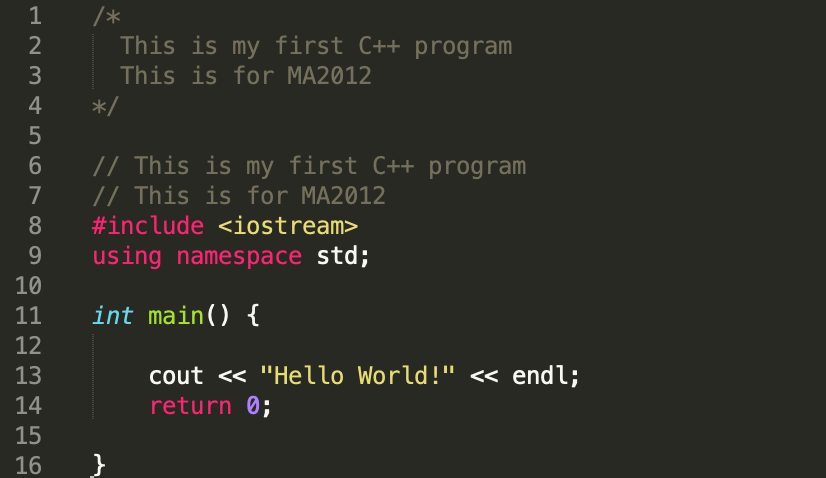 1 /*
2 This is my first C++ program
3 This is for MA2012
4 */
5
6 // This is my first C++ program
7 // This is for MA2012
8 #include <iostream>
9 using namespace std;
10
11 int main() {
12
13 cout << "Hello World!" << endl;
14 return 0;
15
16 }